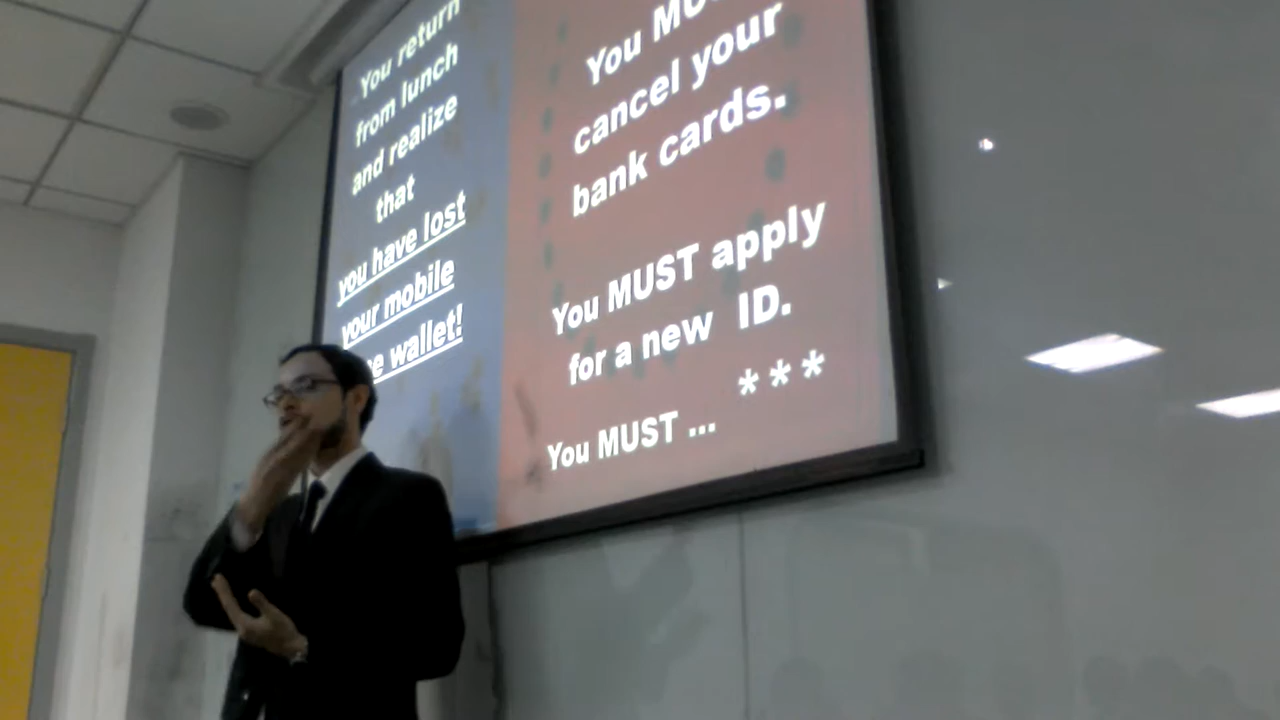 You return
from lunch
and realize
that
you have lost
your mobile
wallet!
You
cancel your
bank cards.
You MUST apply
for a new ID.
***
You MUST ...